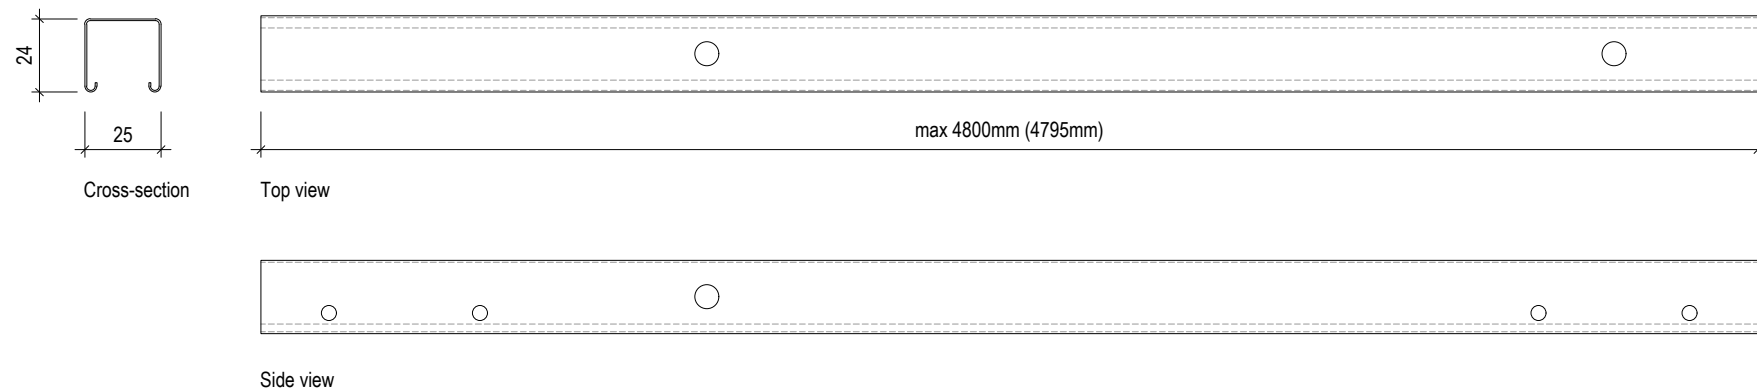 24
25
max 4800mm (4795mm)
Cross-section
Top view
Side view